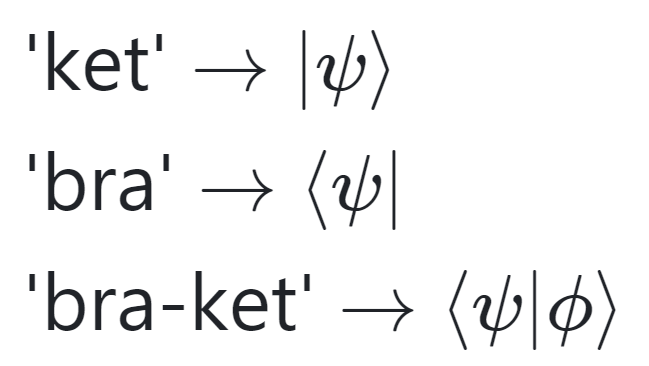 'ket' → |ψ⟩
'bra' → ⟨ψ|
'bra-ket' → ⟨ψ|ϕ⟩